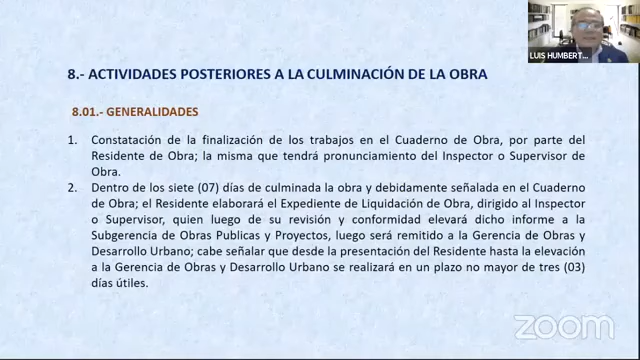 LUIS HUMBERT...
8.- ACTIVIDADES POSTERIORES A LA CULMINACIÓN DE LA OBRA
8.01.- GENERALIDADES
1. Constatación de la finalización de los trabajos en el Cuaderno de Obra, por parte del
Residente de Obra; la misma que tendrá pronunciamiento del Inspector o Supervisor de
Obra.
2. Dentro de los siete (07) días de culminada la obra y debidamente señalada en el Cuaderno
de Obra; el Residente elaborará el Expediente de Liquidación de Obra, dirigido al Inspector
o Supervisor, quien luego de su revisión y conformidad elevará dicho informe a la
Subgerencia de Obras Publicas y Proyectos, luego será remitido a la Gerencia de Obras y
Desarrollo Urbano; cabe señalar que desde la presentación del Residente hasta la elevación
a la Gerencia de Obras y Desarrollo Urbano se realizará en un plazo no mayor de tres (03)
días útiles.
zoom